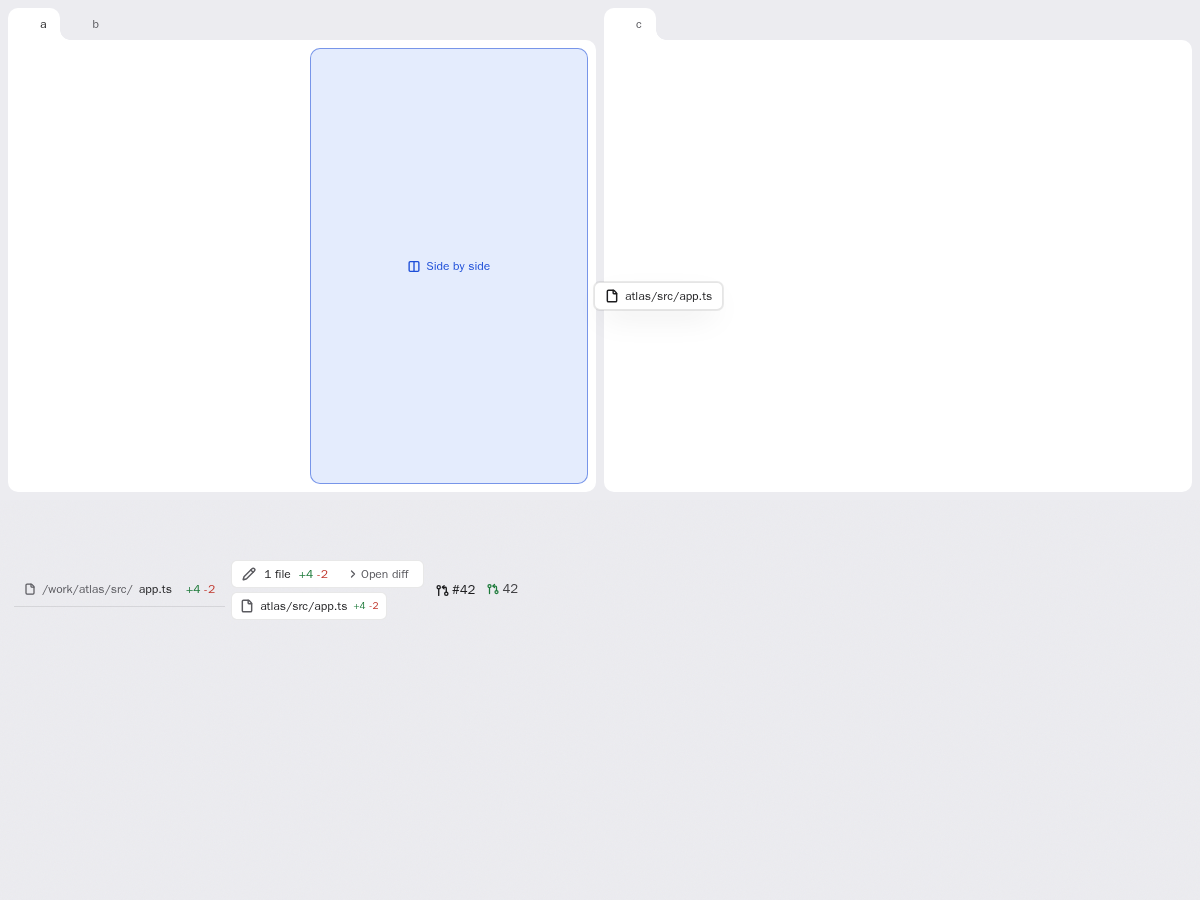 a
b
c
Side by side
atlas/src/app.ts
/work/atlas/src/ app.ts +4 -2
1 file +4 -2 Open diff
atlas/src/app.ts +4 -2
#42
42